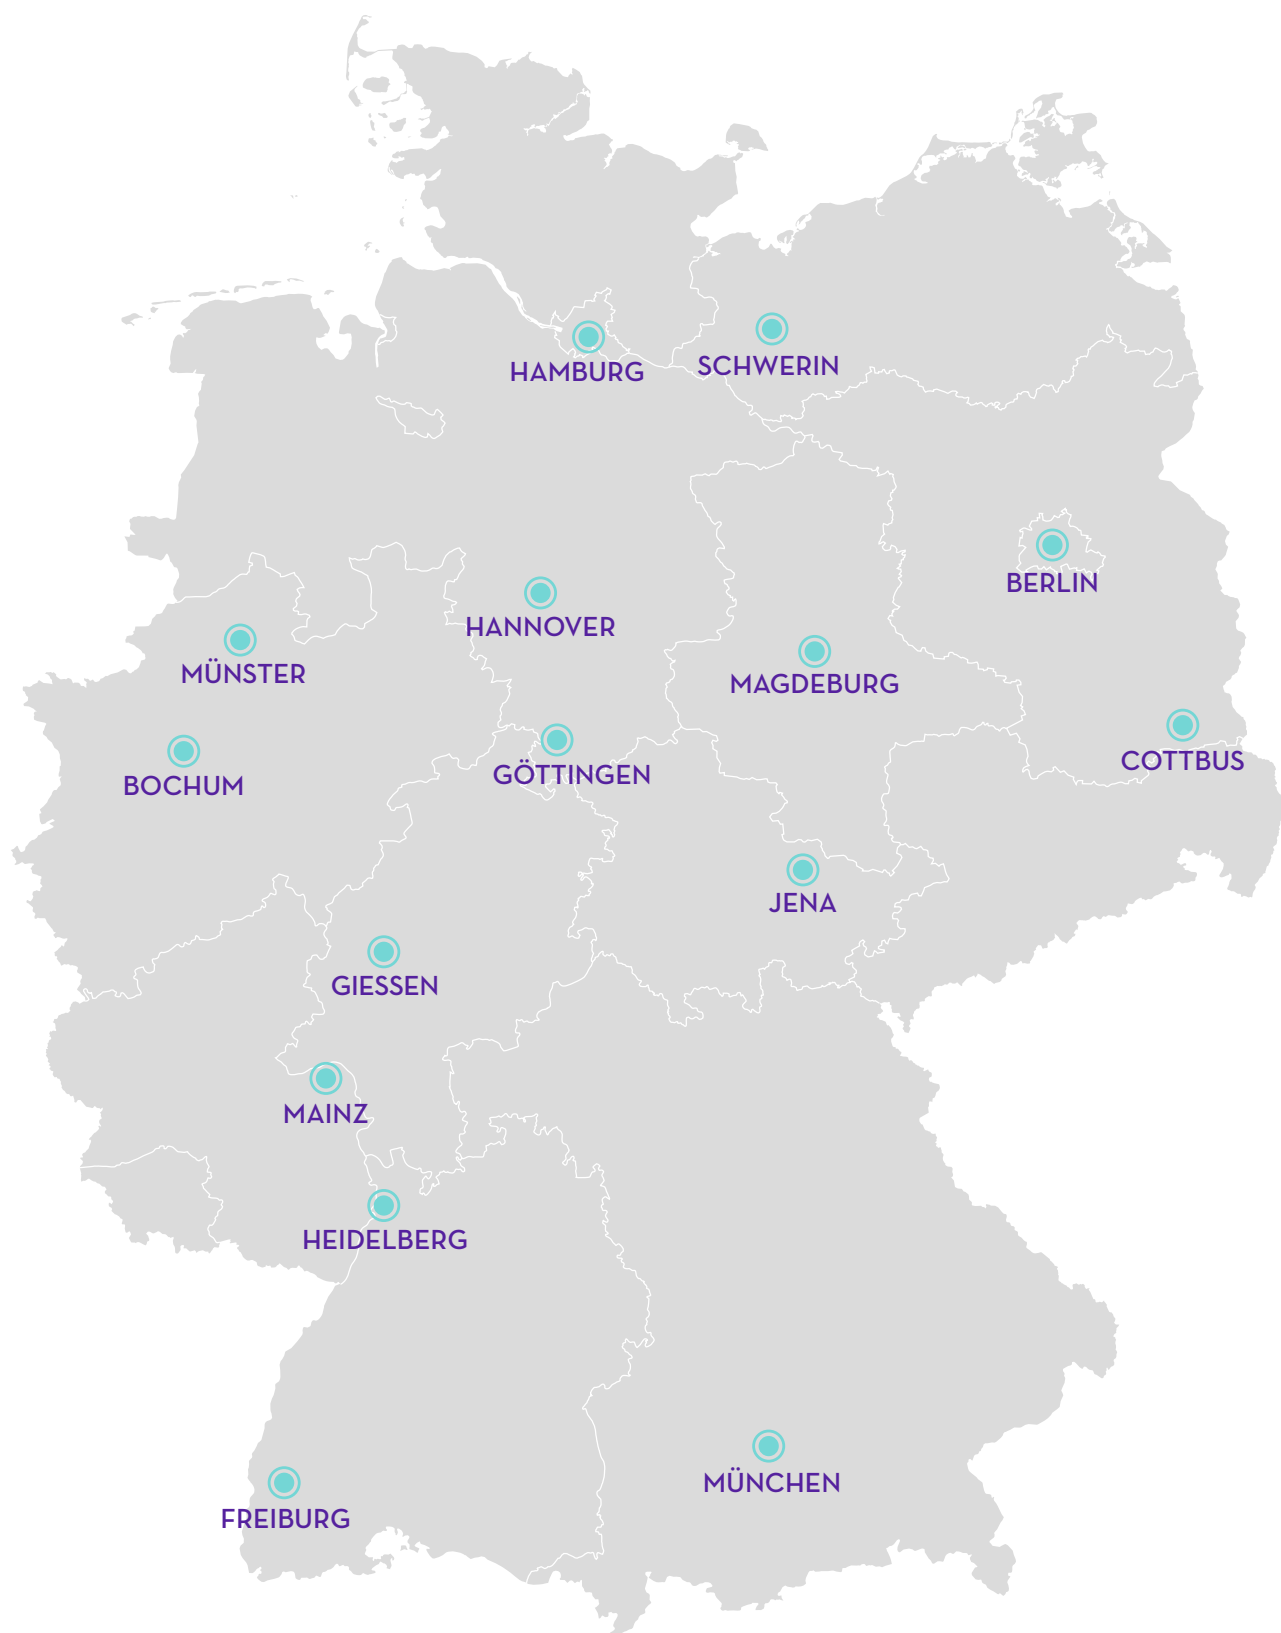 SCHWERIN
HAMBURG
BERLIN
HANNOVER
MÜNSTER
MAGDEBURG
COTTBUS
GÖTTINGEN
BOCHUM
JENA
GIESSEN
MAINZ
HEIDELBERG
MÜNCHEN
FREIBURG